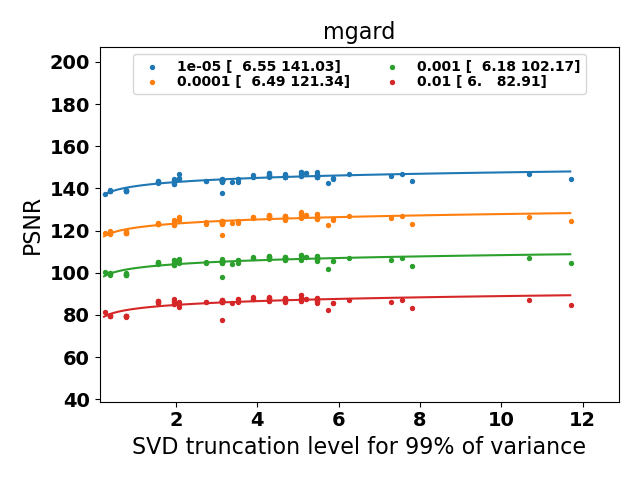 mgard
200
180
160
140
120
100
80
60
40
PSNR
1e-05 [  6.55 141.03]
0.0001 [  6.49 121.34]
0.001 [  6.18 102.17]
0.01 [ 6.   82.91]
2 4 6 8 10 12
SVD truncation level for 99% of variance